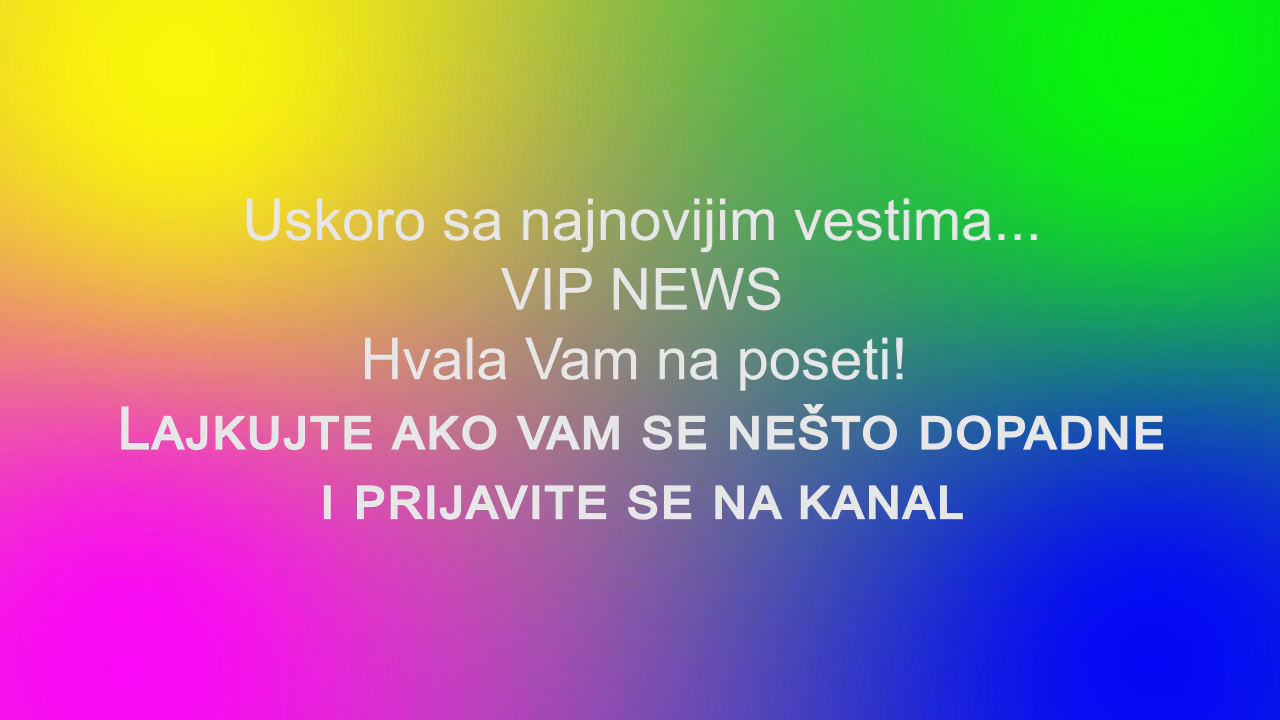 Uskoro sa najnovijim vestima...
VIP NEWS
Hvala Vam na poseti!
LAJKUJTE AKO VAM SE NEŠTO DOPADNE
I PRIJAVITE SE NA KANAL